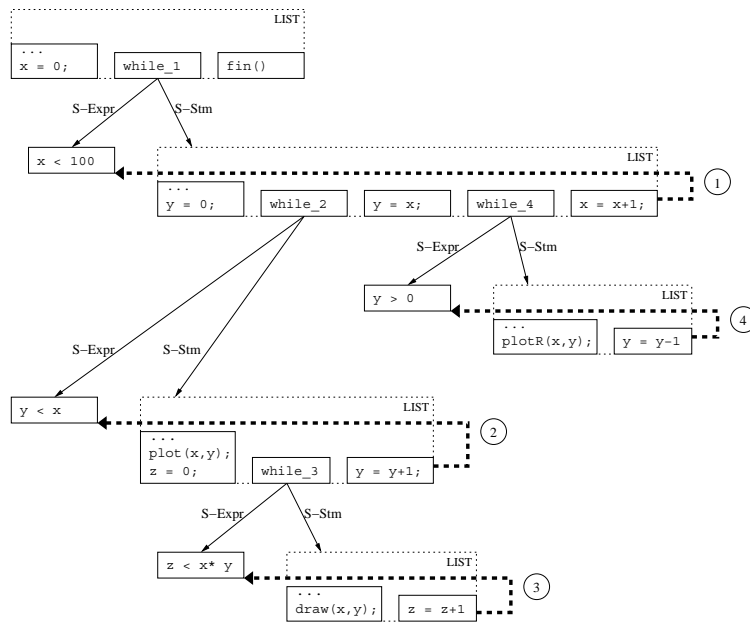 LIST
...
x = 0;
while_1
fin()
S-Expr
S-Stm
x < 100
LIST
1
...
y = 0;
while_2
y = x;
while_4
x = x+1;
S-Expr
S-Stm
y > 0
LIST
4
...
plotR(x,y);
y = y-1
S-Expr
S-Stm
y < x
LIST
2
...
plot(x,y);
z = 0;
while_3
y = y+1;
S-Expr
S-Stm
z < x* y
LIST
3
...
draw(x,y);
z = z+1